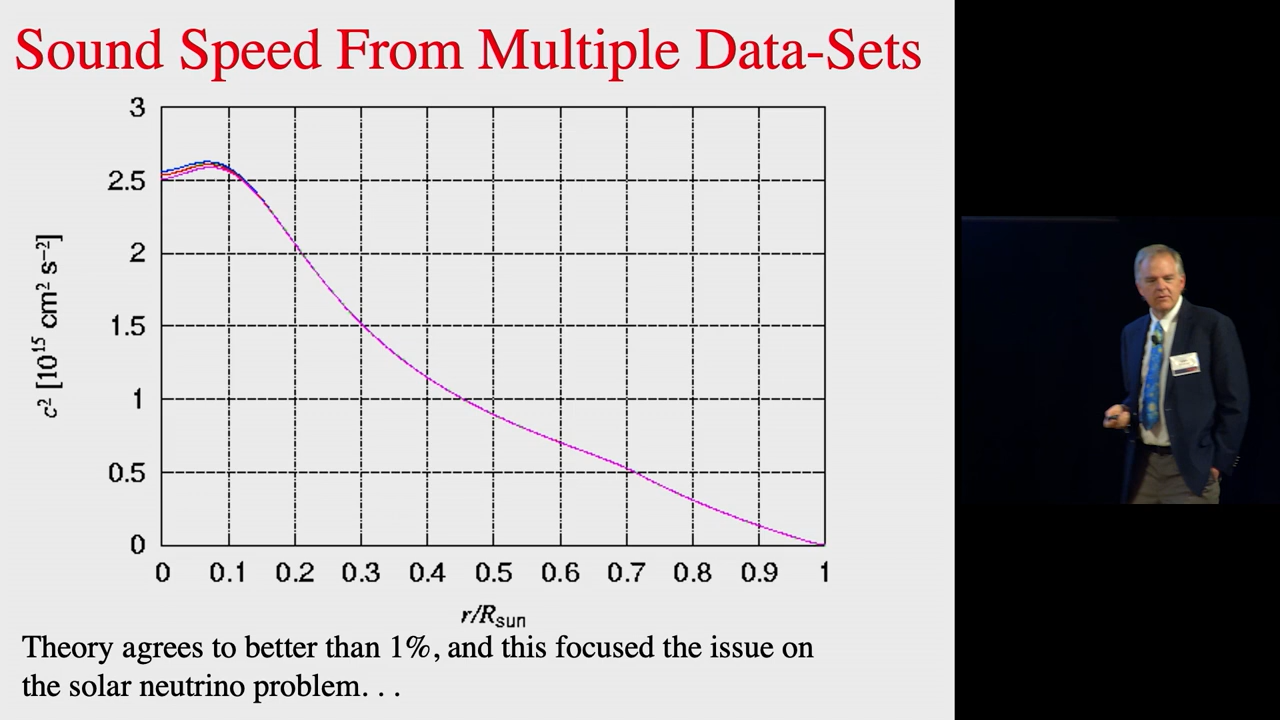 Sound Speed From Multiple Data-Sets
3
2.5
2
1.5
1
0.5
0
c² [10¹⁵ cm² s⁻²]
0 0.1 0.2 0.3 0.4 0.5 0.6 0.7 0.8 0.9 1
r/Rsun
Theory agrees to better than 1%, and this focused the issue on
the solar neutrino problem. . .